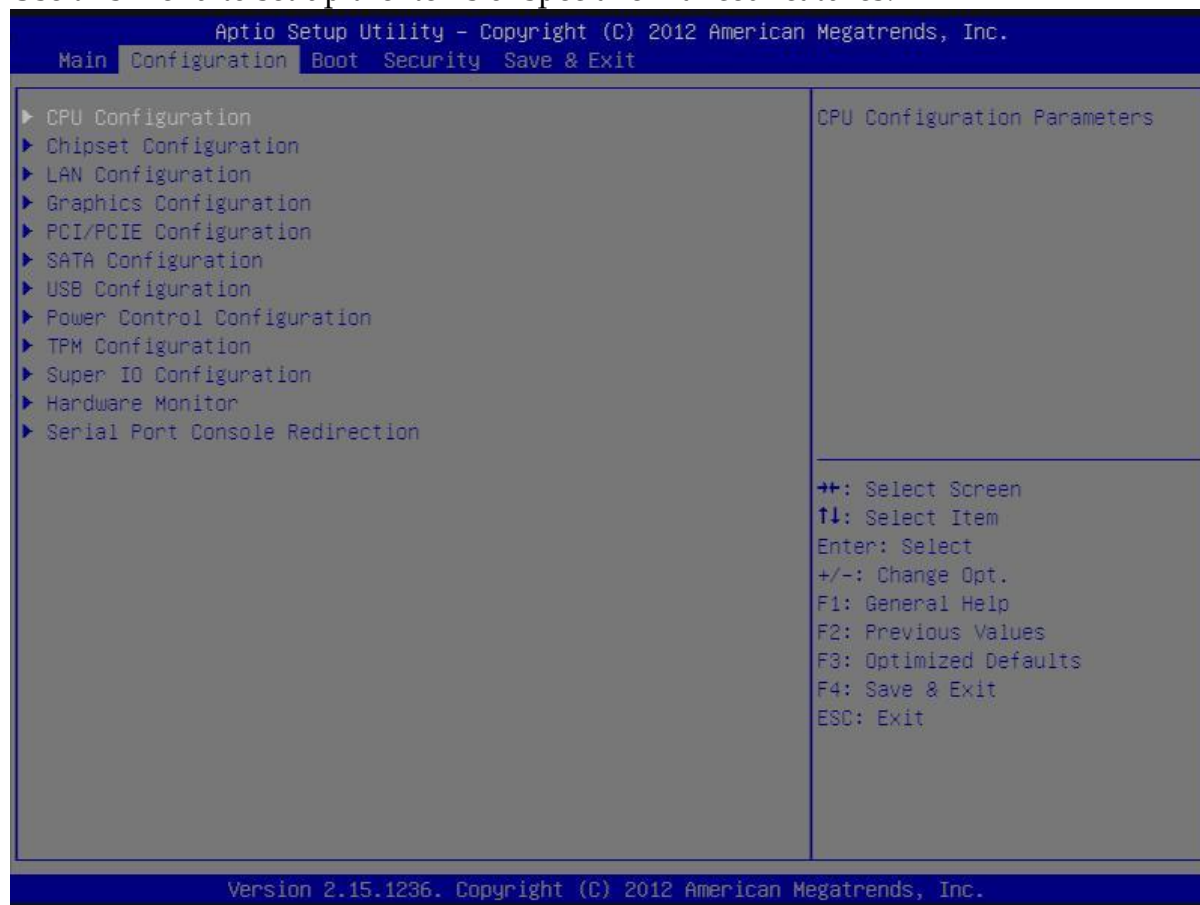 Aptio Setup Utility – Copyright (C) 2012 American Megatrends, Inc.
Main Configuration Boot Security Save & Exit
► CPU Configuration
► Chipset Configuration
► LAN Configuration
► Graphics Configuration
► PCI/PCIE Configuration
► SATA Configuration
► USB Configuration
► Power Control Configuration
► TPM Configuration
► Super IO Configuration
► Hardware Monitor
► Serial Port Console Redirection
CPU Configuration Parameters
→←: Select Screen
↑↓: Select Item
Enter: Select
+/-: Change Opt.
F1: General Help
F2: Previous Values
F3: Optimized Defaults
F4: Save & Exit
ESC: Exit
Version 2.15.1236. Copyright (C) 2012 American Megatrends, Inc.